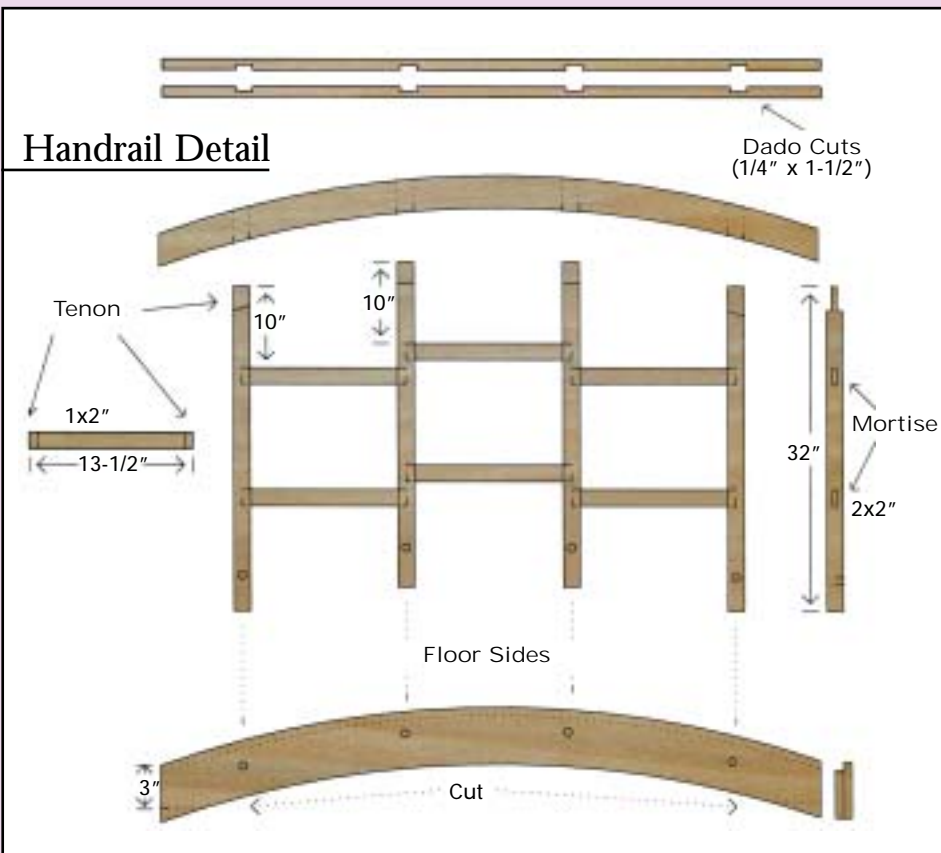 Handrail Detail
Dado Cuts
(1/4" x 1-1/2")
Tenon
10"
10"
1x2"
13-1/2"
32"
Mortise
2x2"
Floor Sides
3"
Cut